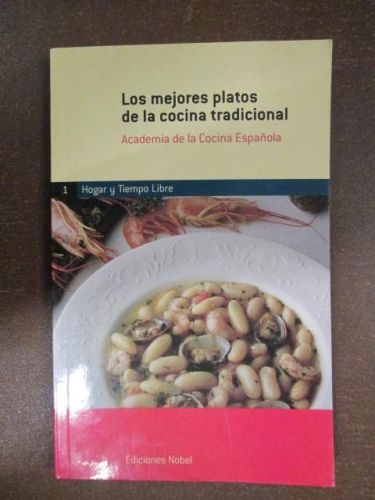 Los mejores platos
de la cocina tradicional
Academia de la Cocina Española
1 Hogar y Tiempo Libre
Ediciones Nobel